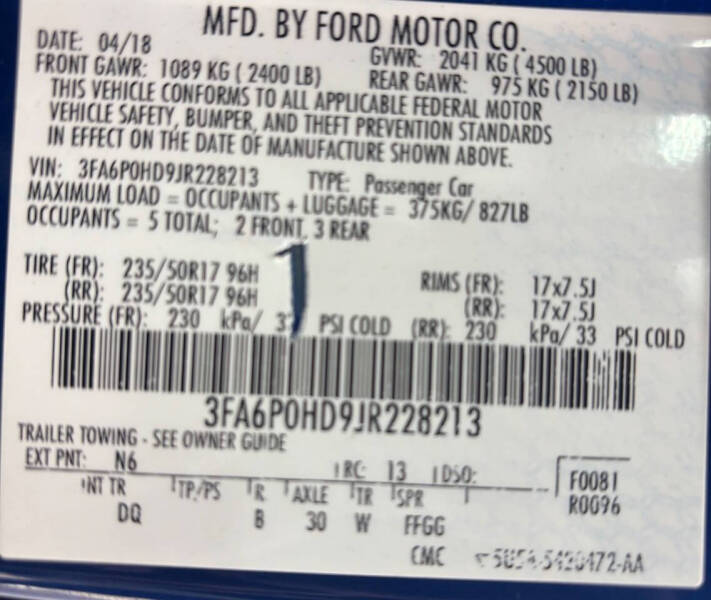 MFD. BY FORD MOTOR CO.
DATE: 04/18 GVWR: 2041 KG ( 4500 LB)
FRONT GAWR: 1089 KG ( 2400 LB) REAR GAWR: 975 KG ( 2150 LB)
THIS VEHICLE CONFORMS TO ALL APPLICABLE FEDERAL MOTOR
VEHICLE SAFETY, BUMPER, AND THEFT PREVENTION STANDARDS
IN EFFECT ON THE DATE OF MANUFACTURE SHOWN ABOVE.
VIN: 3FA6P0HD9JR228213 TYPE: Passenger Car
MAXIMUM LOAD = OCCUPANTS + LUGGAGE = 375KG/ 827LB
OCCUPANTS = 5 TOTAL; 2 FRONT, 3 REAR
TIRE (FR): 235/50R17 96H RIMS (FR): 17x7.5J
(RR): 235/50R17 96H (RR): 17x7.5J
PRESSURE (FR): 230 kPa/ PSI COLD (RR): 230 kPa/ 33 PSI COLD
3FA6P0HD9JR228213
TRAILER TOWING - SEE OWNER GUIDE
EXT PNT: N6 RC: 13 DSO: F0081
INT TR TP/PS R AXLE TR SPR R0096
DQ B 30 W FFGG
CMC